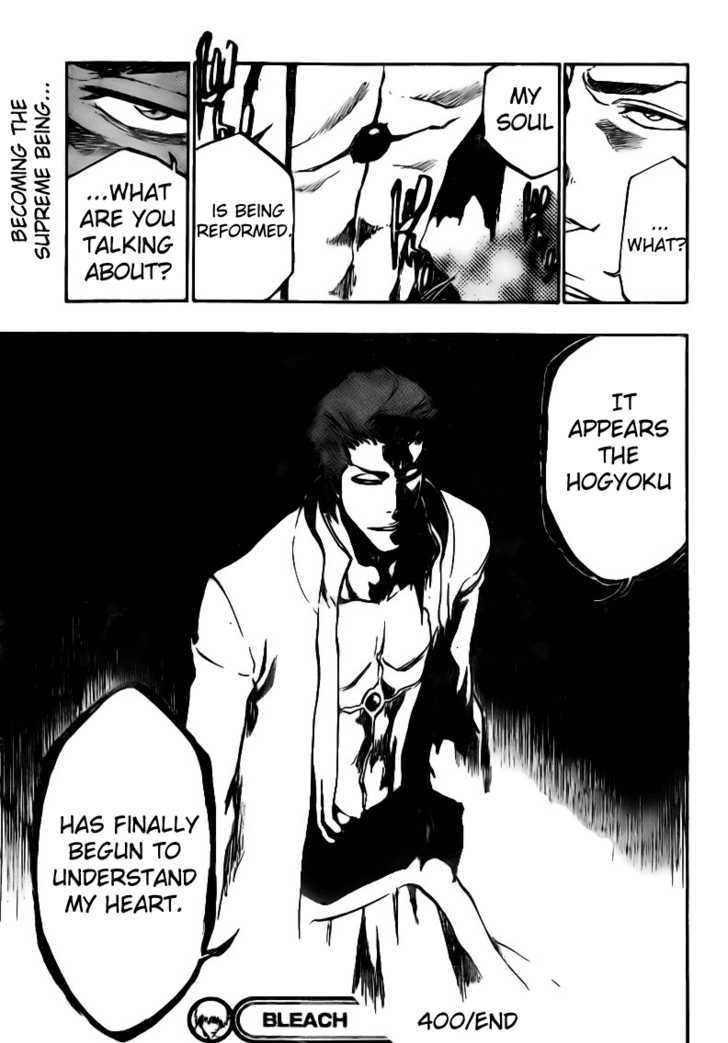 ...
WHAT?
MY
SOUL
IS BEING
REFORMED.
...WHAT
ARE YOU
TALKING
ABOUT?
BECOMING THE
SUPREME BEING...
IT
APPEARS
THE
HOGYOKU
HAS FINALLY
BEGUN TO
UNDERSTAND
MY HEART.
BLEACH 400/END